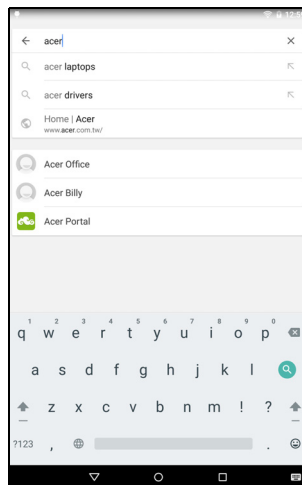 12:5
acer
acer laptops
acer drivers
Home | Acer
www.acer.com.tw/
Acer Office
Acer Billy
Acer Portal
1 2 3 4 5 6 7 8 9 0
q w e r t y u i o p
a s d f g h j k l
z x c v b n m ! ?
?123 , .